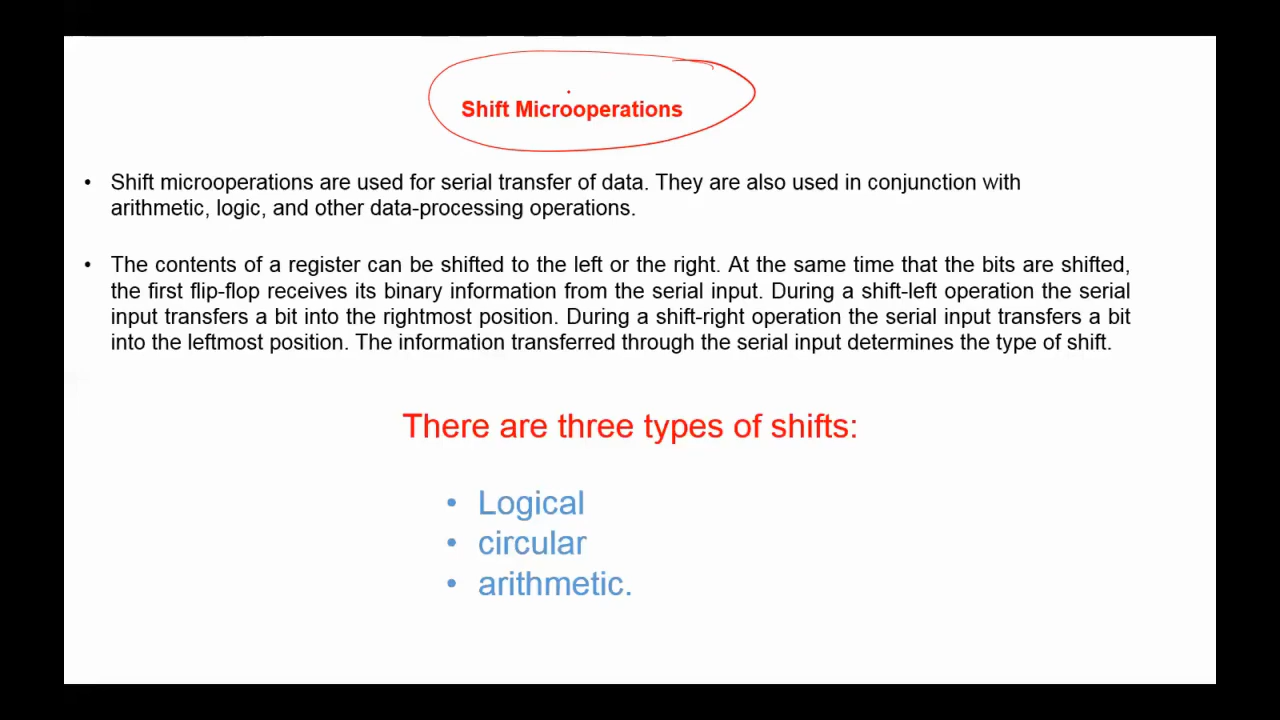 Shift Microoperations
• Shift microoperations are used for serial transfer of data. They are also used in conjunction with
arithmetic, logic, and other data-processing operations.
• The contents of a register can be shifted to the left or the right. At the same time that the bits are shifted,
the first flip-flop receives its binary information from the serial input. During a shift-left operation the serial
input transfers a bit into the rightmost position. During a shift-right operation the serial input transfers a bit
into the leftmost position. The information transferred through the serial input determines the type of shift.
There are three types of shifts:
• Logical
• circular
• arithmetic.